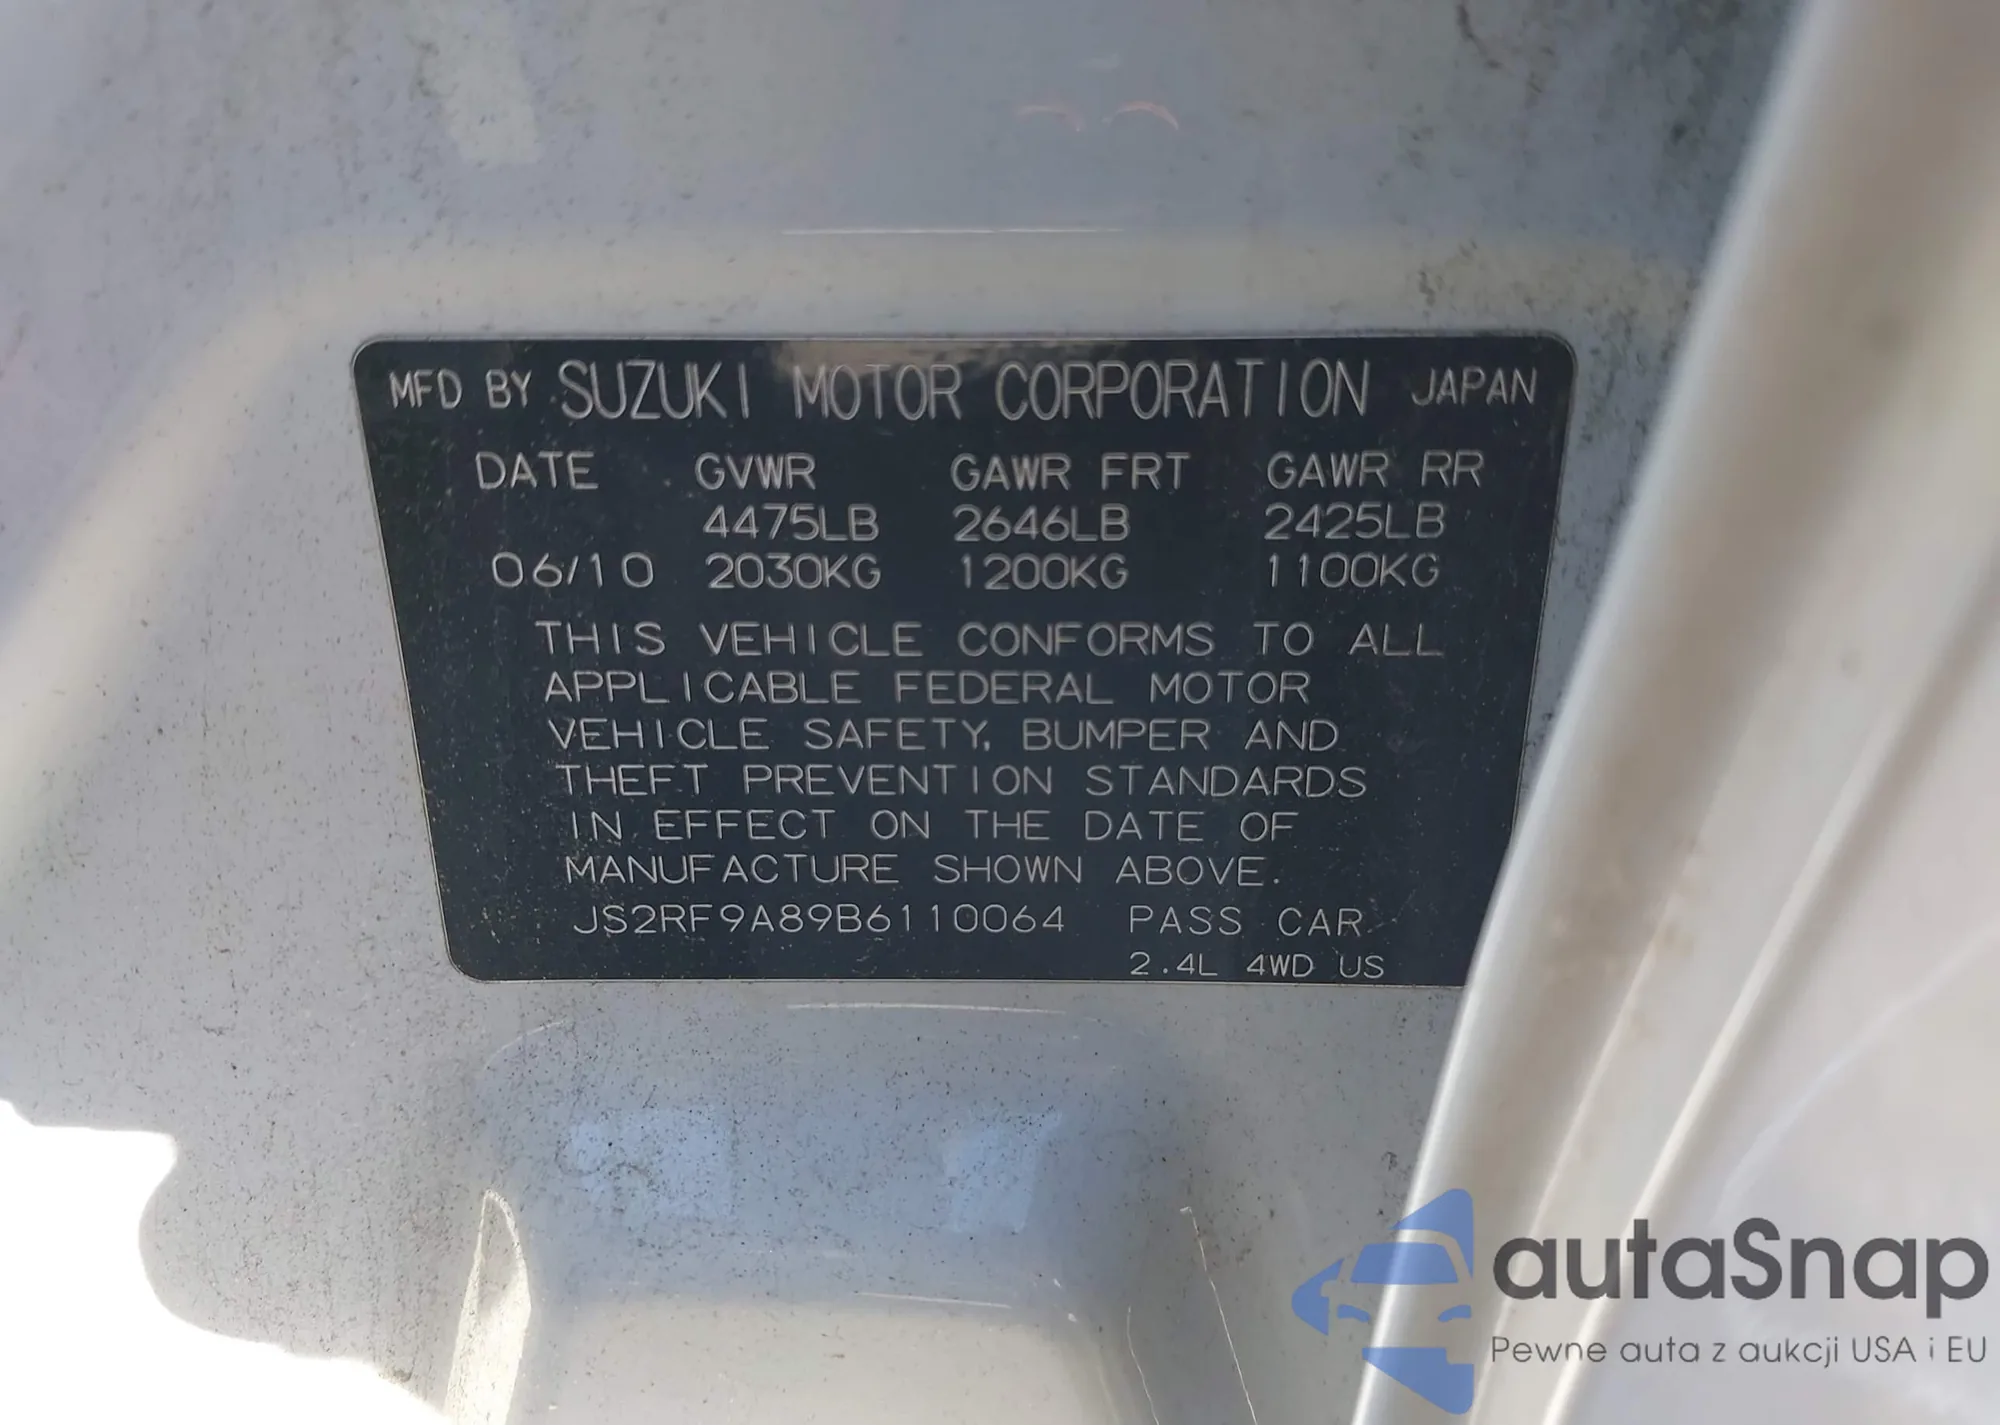 MFD BY SUZUKI MOTOR CORPORATION JAPAN
DATE GVWR GAWR FRT GAWR RR
4475LB 2646LB 2425LB
06/10 2030KG 1200KG 1100KG
THIS VEHICLE CONFORMS TO ALL
APPLICABLE FEDERAL MOTOR
VEHICLE SAFETY, BUMPER AND
THEFT PREVENTION STANDARDS
IN EFFECT ON THE DATE OF
MANUFACTURE SHOWN ABOVE.
JS2RF9A89B6110064 PASS CAR
2.4L 4WD US
autaSnap
Pewne auta z aukcji USA i EU